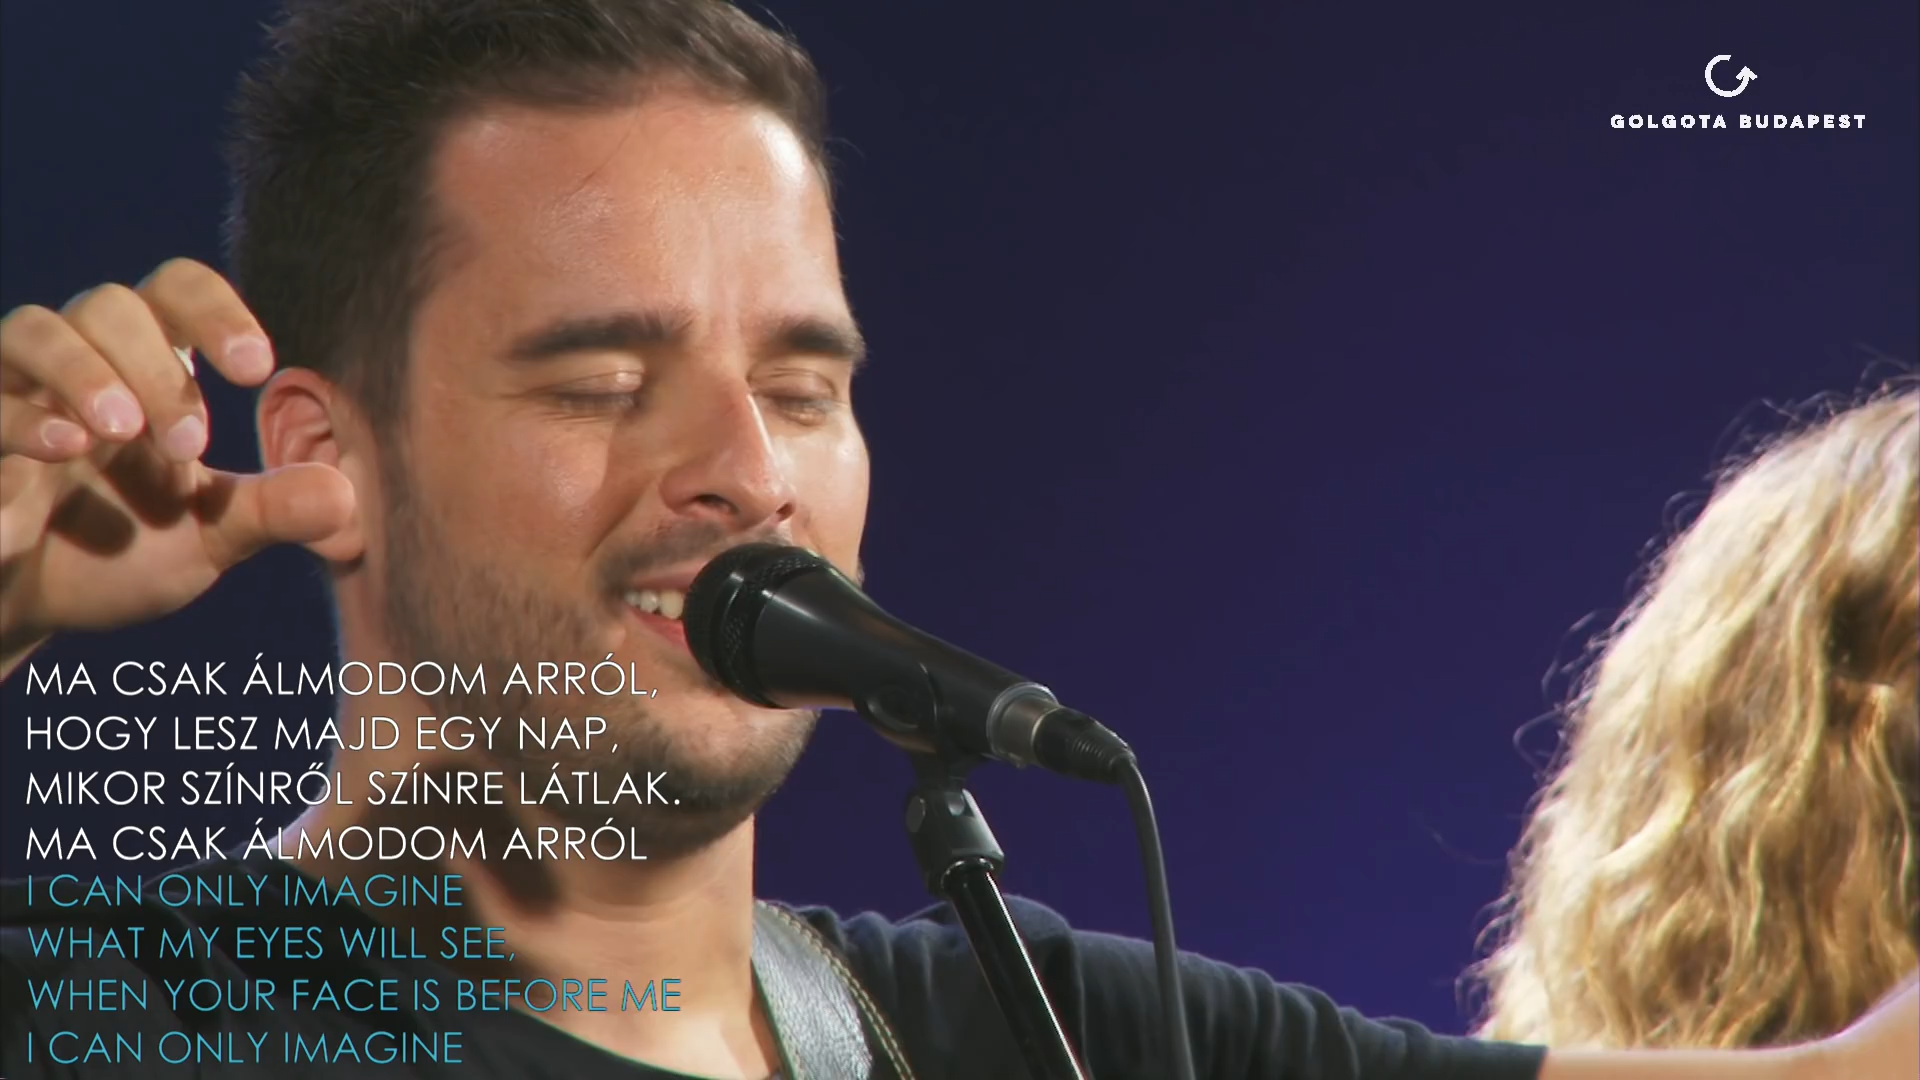 GOLGOTA BUDAPEST
MA CSAK ÁLMODOM ARRÓL,
HOGY LESZ MAJD EGY NAP,
MIKOR SZÍNRŐL SZÍNRE LÁTLAK.
MA CSAK ÁLMODOM ARRÓL
I CAN ONLY IMAGINE
WHAT MY EYES WILL SEE,
WHEN YOUR FACE IS BEFORE ME
I CAN ONLY IMAGINE